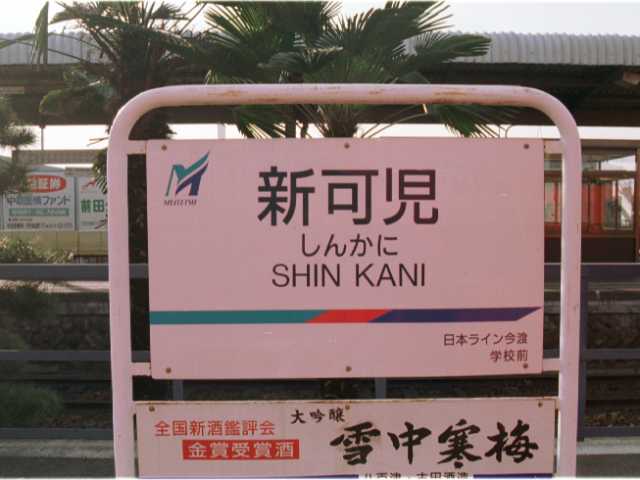 MEITETSU
新可児
しんかに
SHIN KANI
日本ライン今渡
学校前
全国新酒鑑評会
金賞受賞酒
大吟醸
雪中寒梅
前田